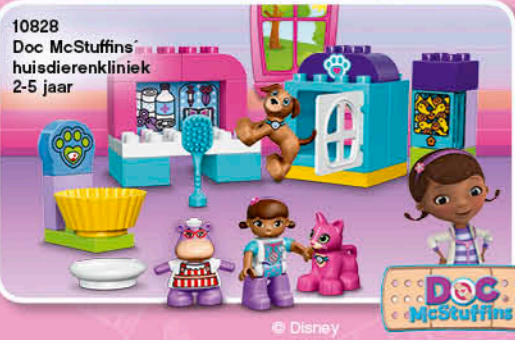 10828
Doc McStuffins´
huisdierenkliniek
2-5 jaar
DOC
McStuffins
© Disney